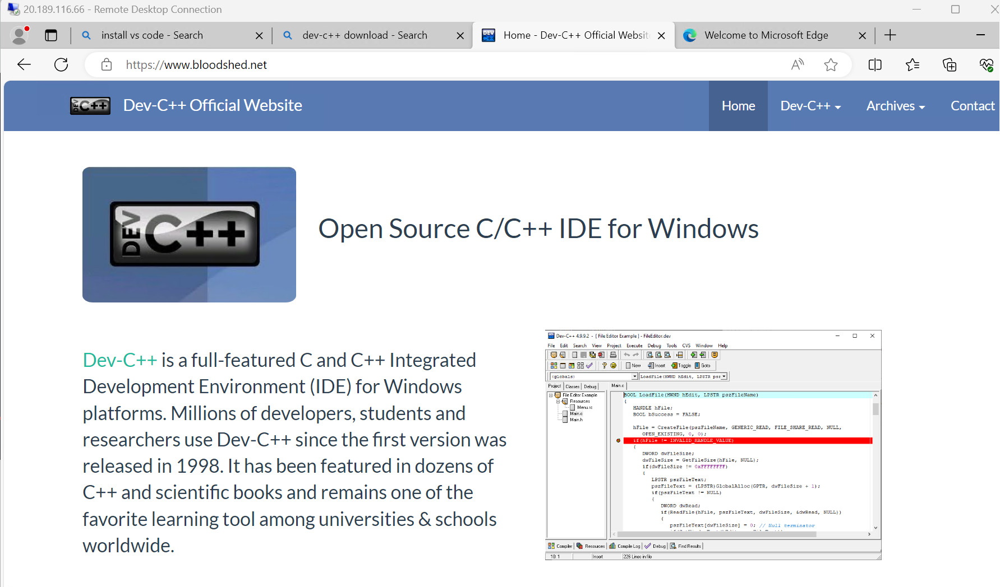 20.189.116.66 - Remote Desktop Connection
install vs code - Search
dev-c++ download - Search
Home - Dev-C++ Official Website
Welcome to Microsoft Edge
https://www.bloodshed.net
DEV C++
Dev-C++ Official Website
Home
Dev-C++
Archives
Contact
DEV C++
Open Source C/C++ IDE for Windows
Dev-C++ is a full-featured C and C++ Integrated
Development Environment (IDE) for Windows
platforms. Millions of developers, students and
researchers use Dev-C++ since the first version was
released in 1998. It has been featured in dozens of
C++ and scientific books and remains one of the
favorite learning tool among universities & schools
worldwide.
Dev-C++ 4.9.9.2 - [ File Editor Example ] - FileEditor.dev
File Edit Search View Project Execute Debug Tools CVS Window Help
New Insert Toggle Goto
(globals)
LoadFile(HWND hEdit, LPSTR psz
Project Classes Debug
Main.c
File Editor Example
Resources
Menu.rc
Main.c
Main.h
BOOL LoadFile(HWND hEdit, LPSTR pszFileName)
{
HANDLE hFile;
BOOL bSuccess = FALSE;
hFile = CreateFile(pszFileName, GENERIC_READ, FILE_SHARE_READ, NULL,
OPEN_EXISTING, 0, 0);
if(hFile != INVALID_HANDLE_VALUE)
{
DWORD dwFileSize;
dwFileSize = GetFileSize(hFile, NULL);
if(dwFileSize != 0xFFFFFFFF)
{
LPSTR pszFileText;
pszFileText = (LPSTR)GlobalAlloc(GPTR, dwFileSize + 1);
if(pszFileText != NULL)
{
DWORD dwRead;
if(ReadFile(hFile, pszFileText, dwFileSize, &dwRead, NULL))
{
pszFileText[dwFileSize] = 0; // Null terminator
Compiler Resources Compile Log Debug Find Results
10: 1
Insert
226 Lines in file